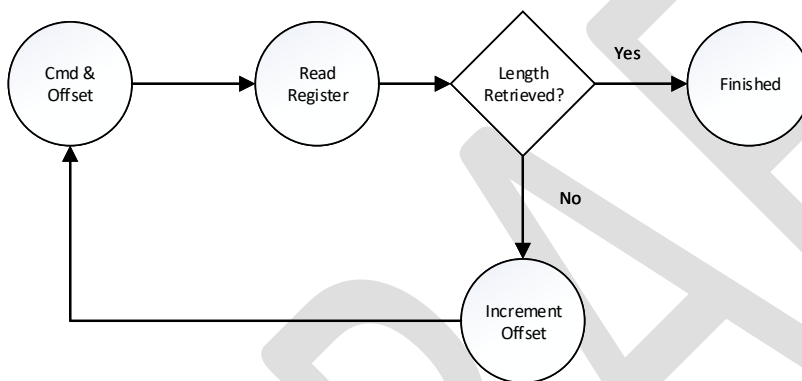 Cmd &
Offset
Read
Register
Length
Retrieved?
Yes
Finished
No
Increment
Offset